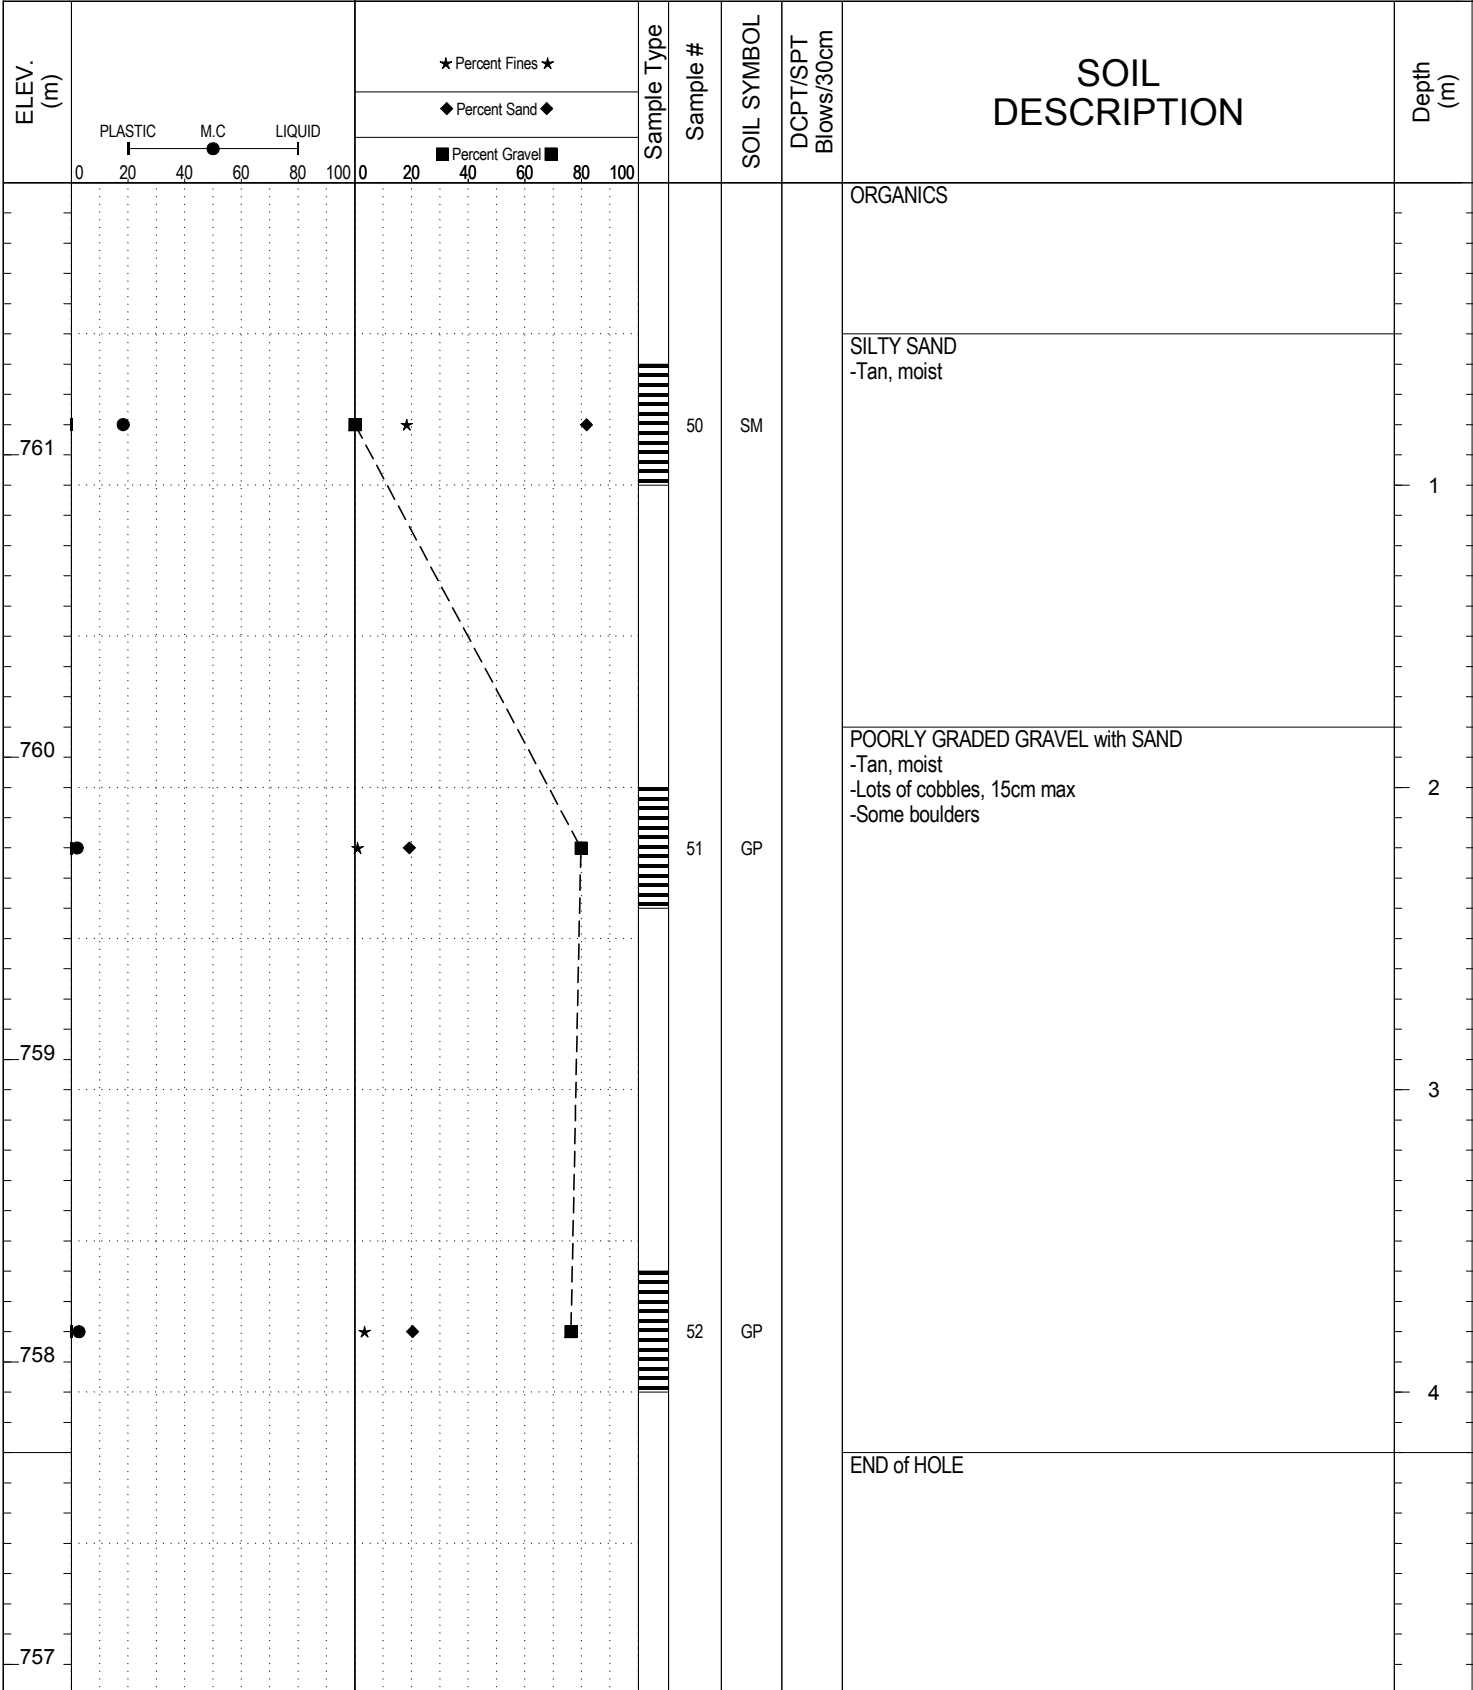 ELEV.
(m)
PLASTIC M.C LIQUID
0 20 40 60 80 100
★ Percent Fines ★
◆ Percent Sand ◆
■ Percent Gravel ■
0 20 40 60 80 100
Sample Type
Sample #
SOIL SYMBOL
DCPT/SPT
Blows/30cm
SOIL
DESCRIPTION
Depth
(m)
ORGANICS
SILTY SAND
-Tan, moist
50 SM
761
1
POORLY GRADED GRAVEL with SAND
760
-Tan, moist
-Lots of cobbles, 15cm max
2
-Some boulders
51 GP
759
3
52 GP
758
4
END of HOLE
757